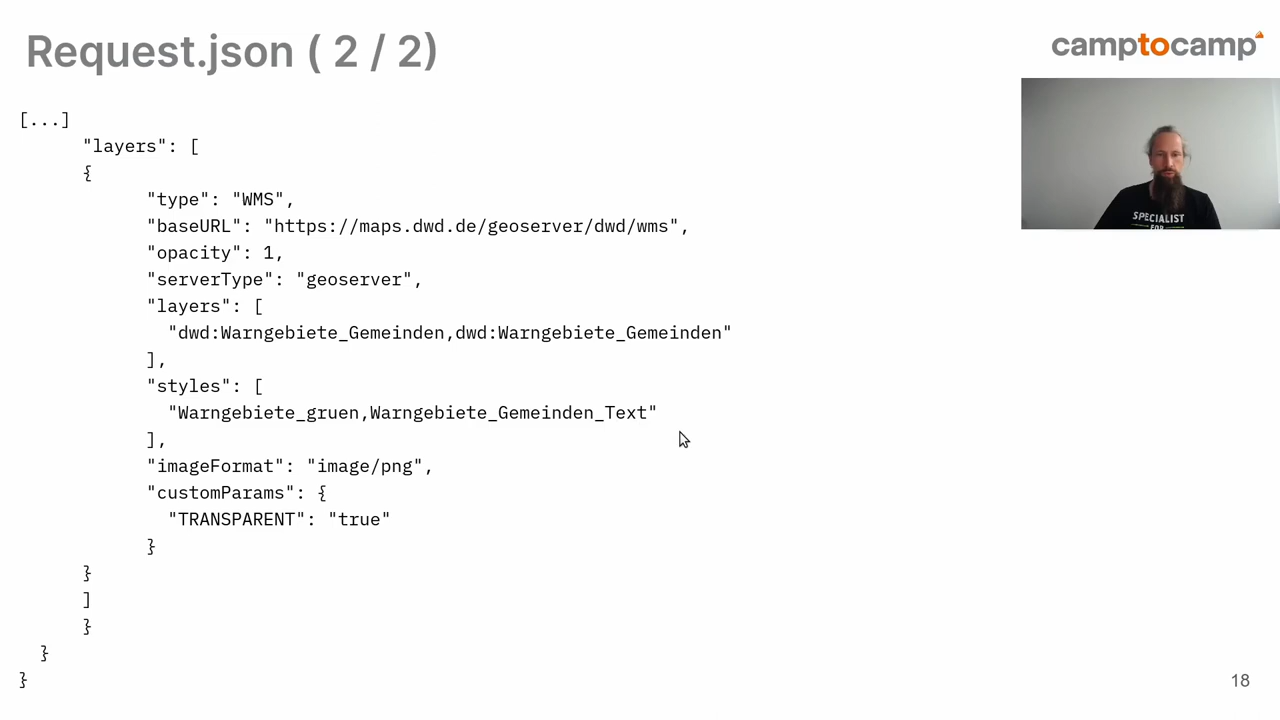 Request.json ( 2 / 2)
camptocamp
[...]
"layers": [
{
"type": "WMS",
"baseURL": "https://maps.dwd.de/geoserver/dwd/wms",
"opacity": 1,
"serverType": "geoserver",
"layers": [
"dwd:Warngebiete_Gemeinden,dwd:Warngebiete_Gemeinden"
],
"styles": [
"Warngebiete_gruen,Warngebiete_Gemeinden_Text"
],
"imageFormat": "image/png",
"customParams": {
"TRANSPARENT": "true"
}
}
]
}
}
}
SPECIALIST
FOR
18